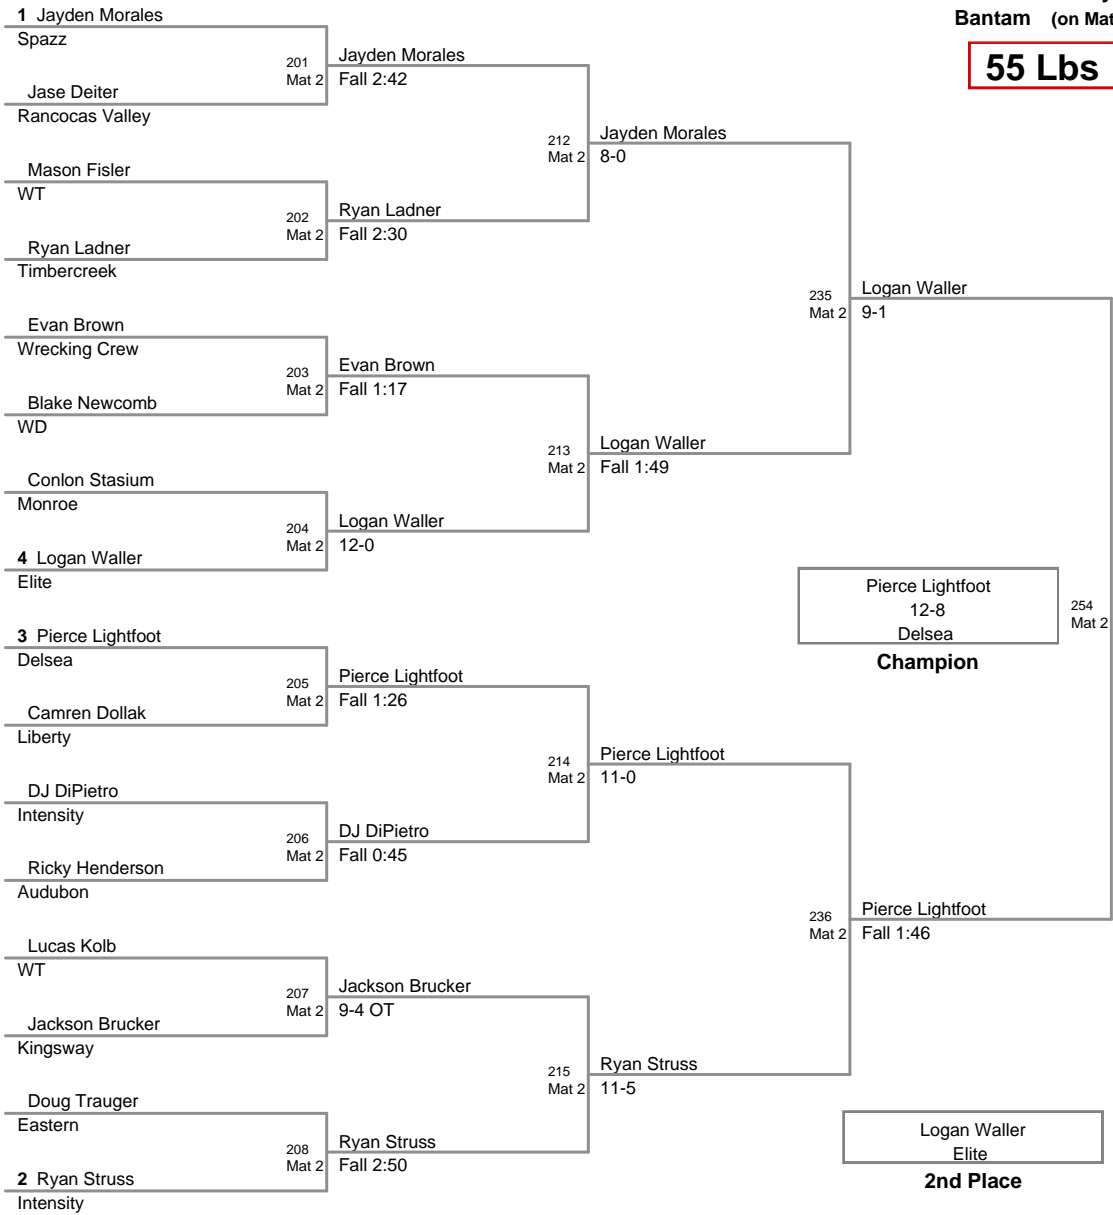 Bantam (on Mat
55 Lbs
1 Jayden Morales
Spazz
201
Mat 2
Jayden Morales
Fall 2:42
Jase Deiter
Rancocas Valley
212
Mat 2
Jayden Morales
8-0
Mason Fisler
WT
202
Mat 2
Ryan Ladner
Fall 2:30
Ryan Ladner
Timbercreek
235
Mat 2
Logan Waller
9-1
Evan Brown
Wrecking Crew
203
Mat 2
Evan Brown
Fall 1:17
Blake Newcomb
WD
213
Mat 2
Logan Waller
Fall 1:49
Conlon Stasium
Monroe
204
Mat 2
Logan Waller
12-0
4 Logan Waller
Elite
Pierce Lightfoot
12-8
Delsea
Champion
254
Mat 2
3 Pierce Lightfoot
Delsea
205
Mat 2
Pierce Lightfoot
Fall 1:26
Camren Dollak
Liberty
214
Mat 2
Pierce Lightfoot
11-0
DJ DiPietro
Intensity
206
Mat 2
DJ DiPietro
Fall 0:45
Ricky Henderson
Audubon
236
Mat 2
Pierce Lightfoot
Fall 1:46
Lucas Kolb
WT
207
Mat 2
Jackson Brucker
9-4 OT
Jackson Brucker
Kingsway
215
Mat 2
Ryan Struss
11-5
Doug Trauger
Eastern
208
Mat 2
Ryan Struss
Fall 2:50
2 Ryan Struss
Intensity
Logan Waller
Elite
2nd Place